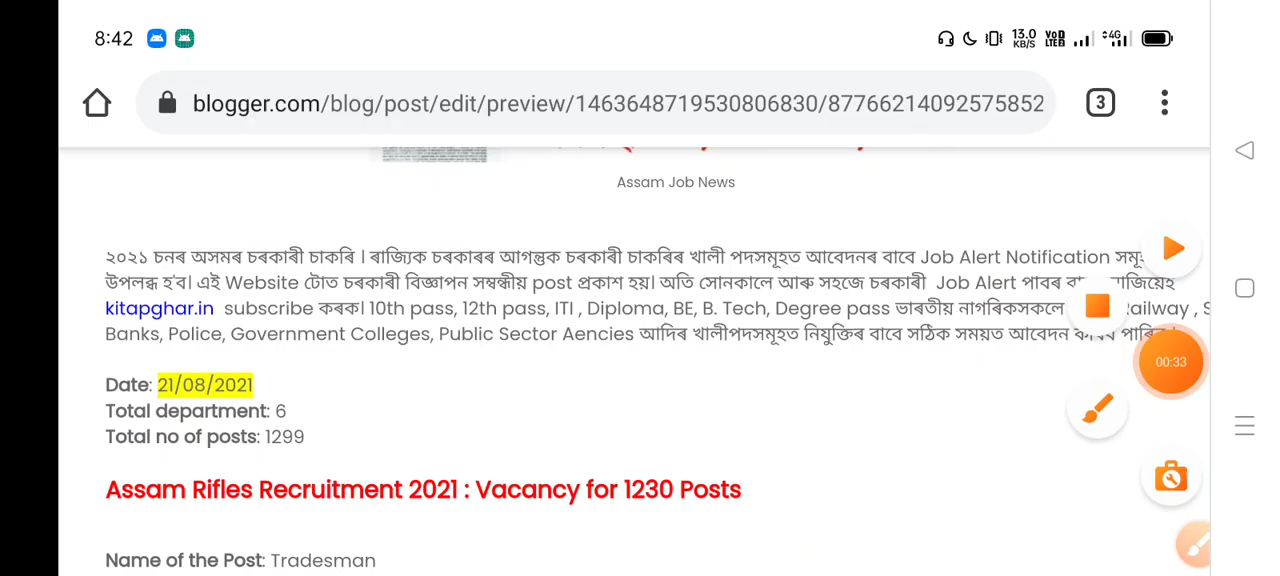 8:42 13.0 KB/S VoD LTE2 4G
blogger.com/blog/post/edit/preview/1463648719530806830/87766214092575852 3
Assam Job News
২০২১ চনৰ অসমৰ চৰকাৰী চাকৰি । ৰাজ্যিক চৰকাৰৰ আগন্তুক চৰকাৰী চাকৰিৰ খালী পদসমূহত আবেদনৰ বাবে Job Alert Notification
উপলব্ধ হ'ব। এই Website টোত চৰকাৰী বিজ্ঞাপন সম্বন্ধীয় post প্ৰকাশ হয়। অতি সোনকালে আৰু সহজে চৰকাৰী Job Alert পাবৰ
kitapghar.in subscribe কৰক। 10th pass, 12th pass, ITI , Diploma, BE, B. Tech, Degree pass ভাৰতীয় নাগৰিকসকলে Railway ,
Banks, Police, Government Colleges, Public Sector Aencies আদিৰ খালীপদসমূহত নিযুক্তিৰ বাবে সঠিক সময়ত আবেদন
00:33
Date: 21/08/2021
Total department: 6
Total no of posts: 1299
Assam Rifles Recruitment 2021 : Vacancy for 1230 Posts
Name of the Post: Tradesman